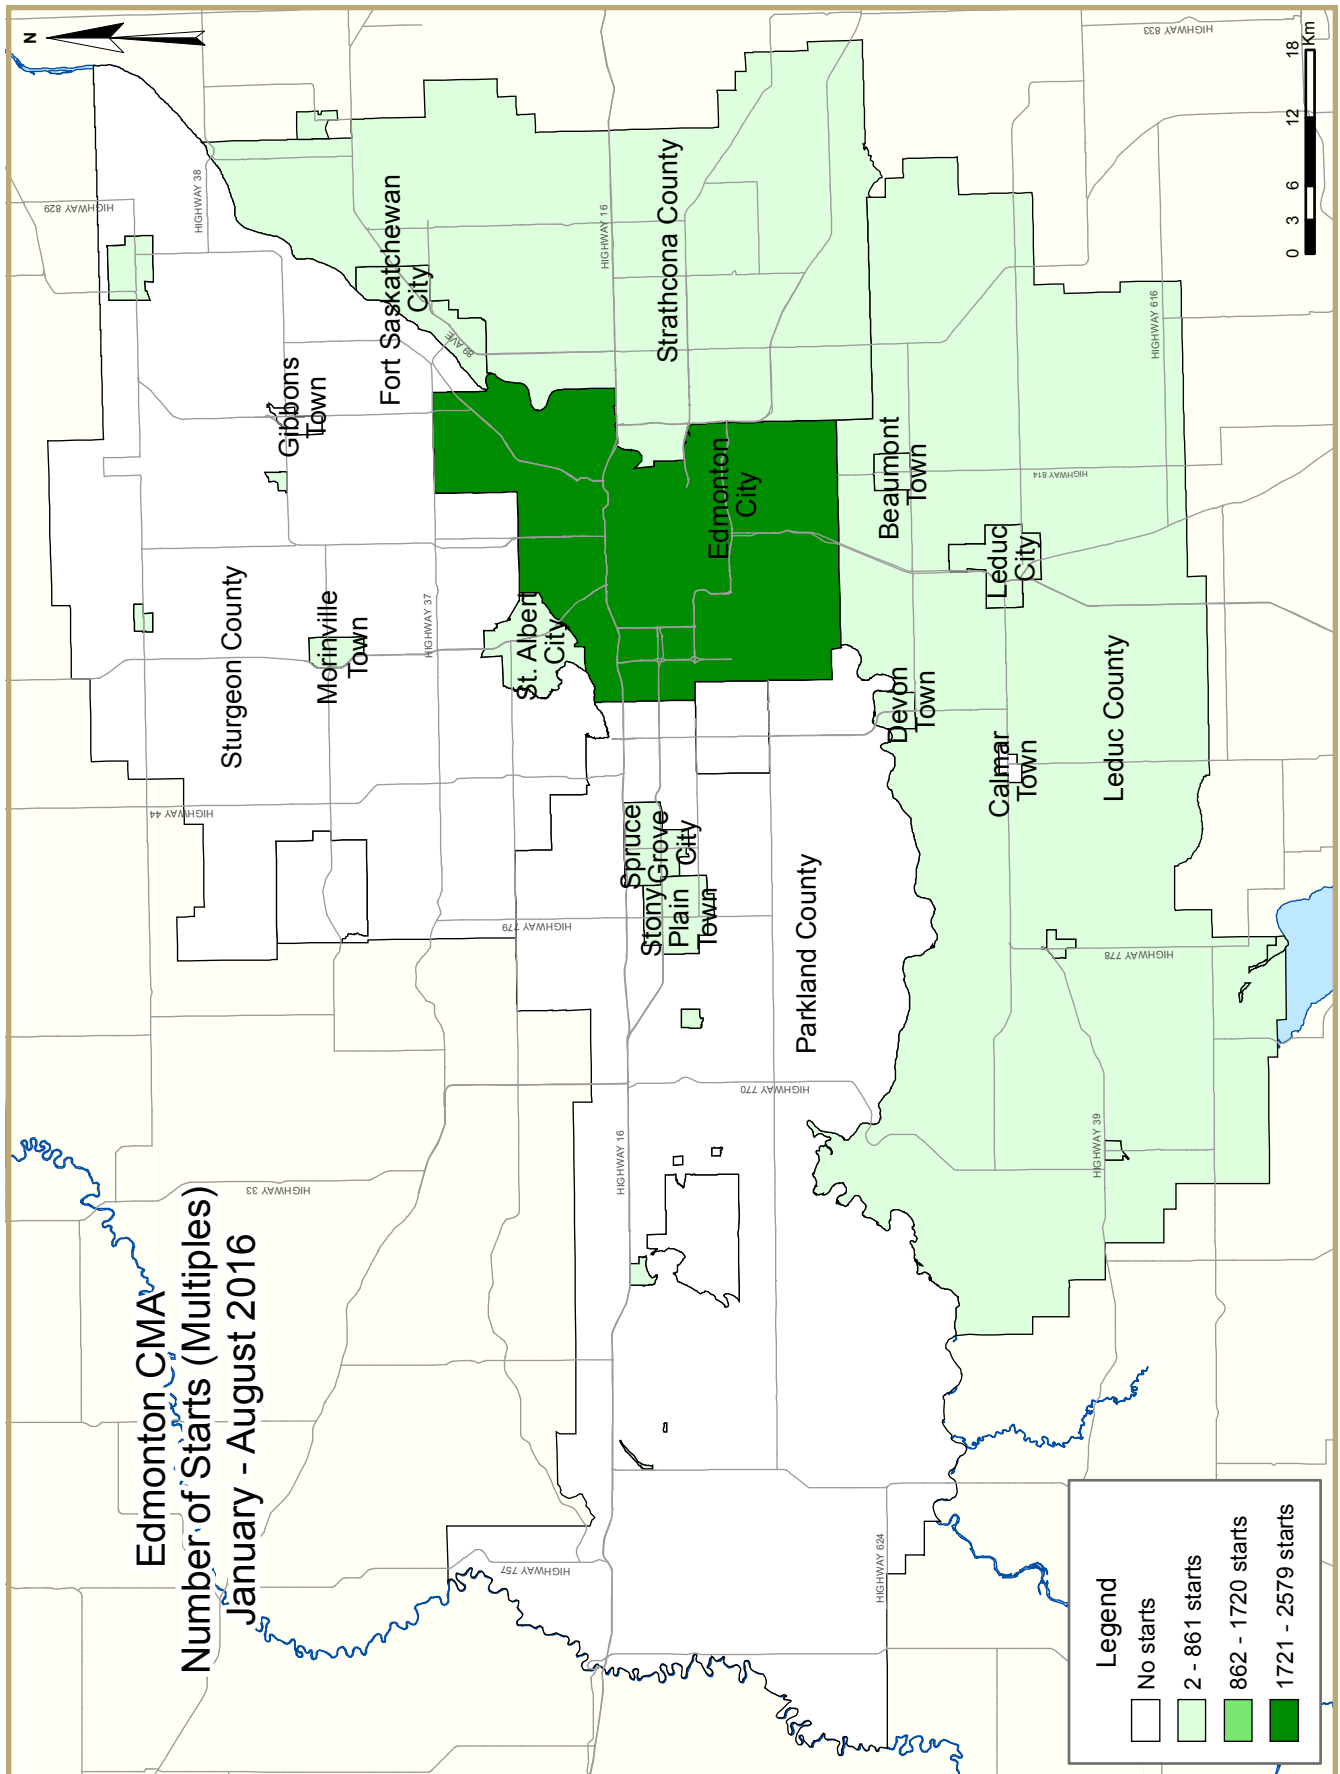 Edmonton CMA
Number of Starts (Multiples)
January - August 2016
N
HIGHWAY 829
HIGHWAY 38
HIGHWAY 833
Gibbons
Town
Fort Saskatchewan
City
89 AVE
HIGHWAY 16
Strathcona County
Sturgeon County
Morinville
Town
HIGHWAY 37
HIGHWAY 44
St. Albert
City
Edmonton
City
Beaumont
Town
HIGHWAY 814
HIGHWAY 616
Leduc
City
Devon
Town
Calmar
Town
Leduc County
Spruce
Grove
City
Stony
Plain
Town
HIGHWAY 779
Parkland County
HIGHWAY 778
HIGHWAY 770
HIGHWAY 39
HIGHWAY 16
HIGHWAY 33
HIGHWAY 757
HIGHWAY 624
Legend
No starts
2 - 861 starts
862 - 1720 starts
1721 - 2579 starts
0 3 6 12 18
Km